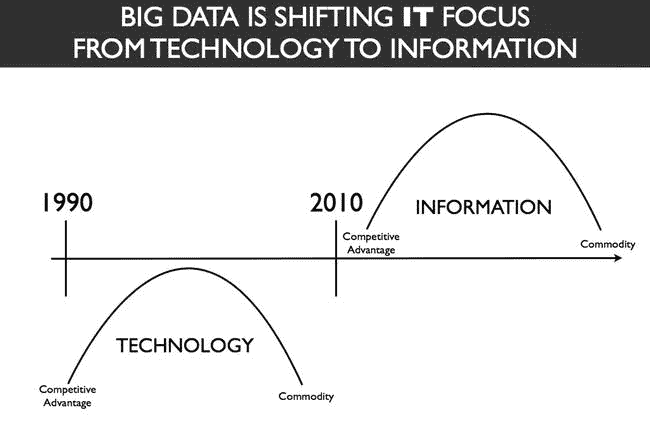 BIG DATA IS SHIFTING IT FOCUS
FROM TECHNOLOGY TO INFORMATION
1990
2010
INFORMATION
Competitive
Advantage
Commodity
TECHNOLOGY
Competitive
Advantage
Commodity